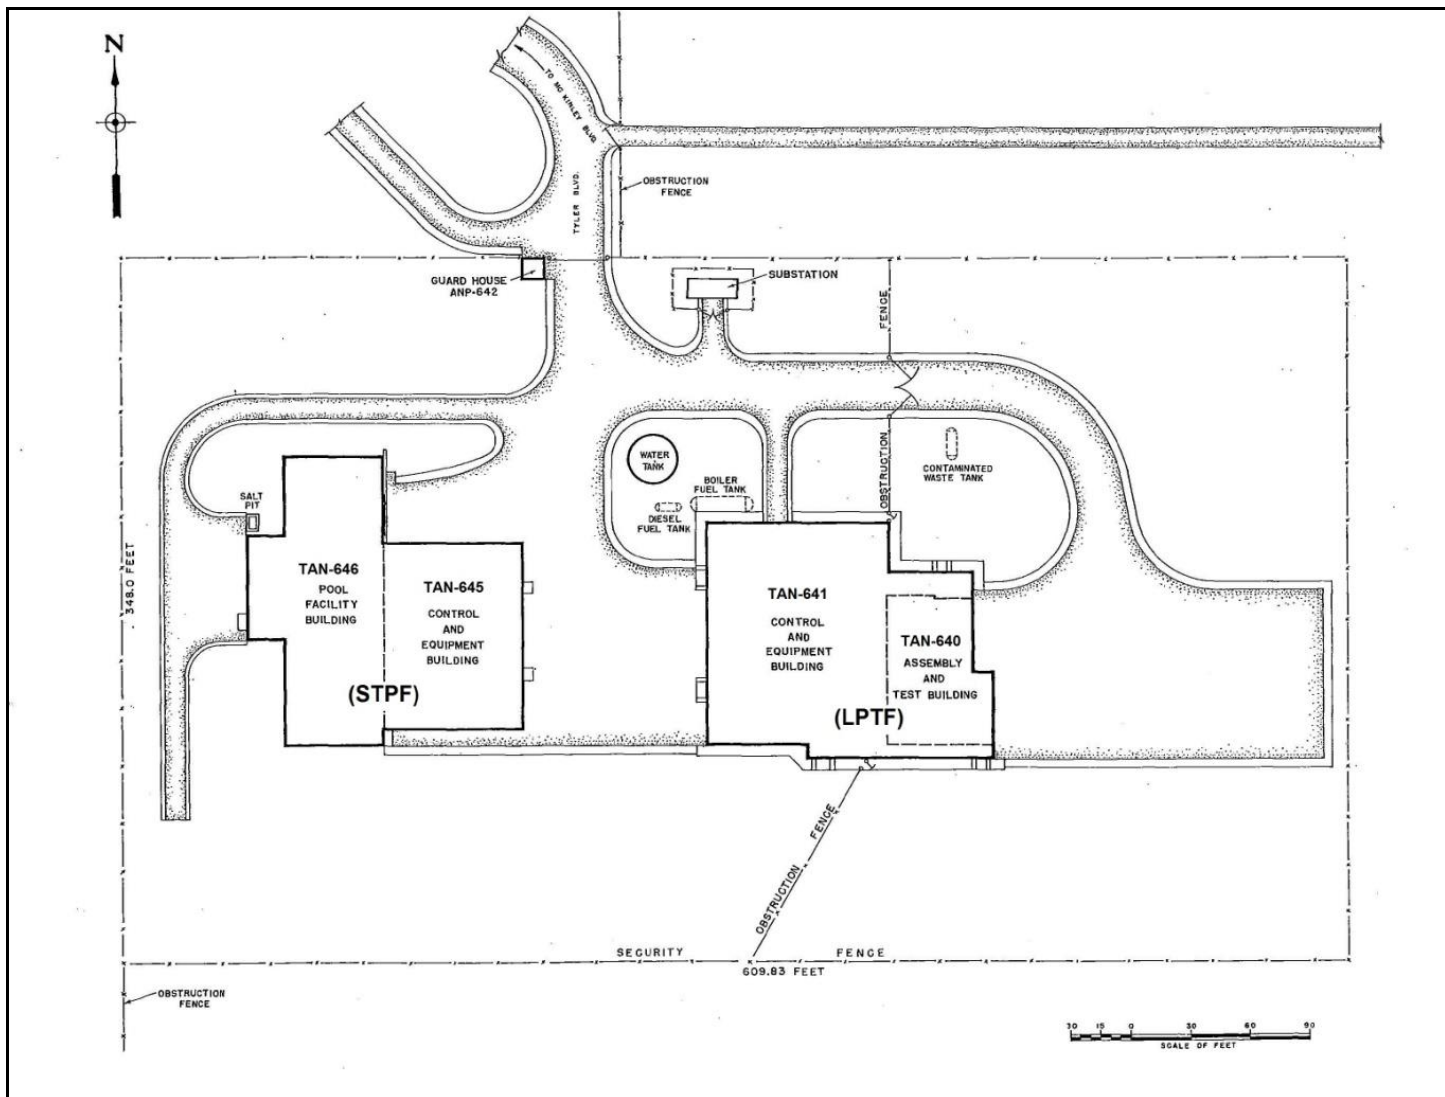 N
TO MC KINLEY BLVD.
TYLER BLVD.
OBSTRUCTION
FENCE
GUARD HOUSE
ANP-642
SUBSTATION
FENCE
OBSTRUCTION
WATER
TANK
BOILER
FUEL TANK
DIESEL
FUEL TANK
CONTAMINATED
WASTE TANK
SALT
PIT
348.0 FEET
TAN-646
POOL
FACILITY
BUILDING
TAN-645
CONTROL
AND
EQUIPMENT
BUILDING
(STPF)
TAN-641
CONTROL
AND
EQUIPMENT
BUILDING
TAN-640
ASSEMBLY
AND
TEST BUILDING
(LPTF)
OBSTRUCTION FENCE
SECURITY FENCE
609.83 FEET
OBSTRUCTION
FENCE
30 15 0 30 60 90
SCALE OF FEET